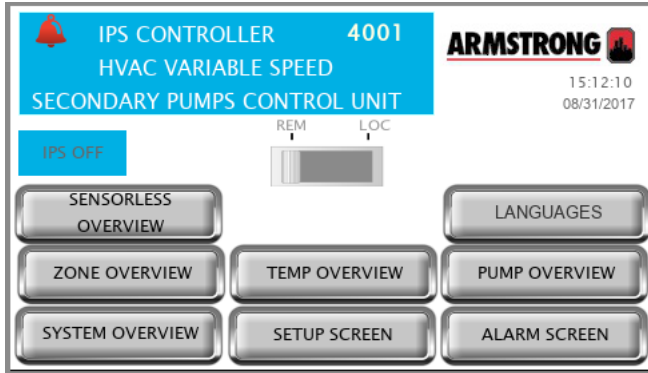 IPS CONTROLLER 4001
HVAC VARIABLE SPEED
SECONDARY PUMPS CONTROL UNIT
ARMSTRONG
15:12:10
08/31/2017
REM LOC
IPS OFF
SENSORLESS
OVERVIEW
LANGUAGES
ZONE OVERVIEW
TEMP OVERVIEW
PUMP OVERVIEW
SYSTEM OVERVIEW
SETUP SCREEN
ALARM SCREEN